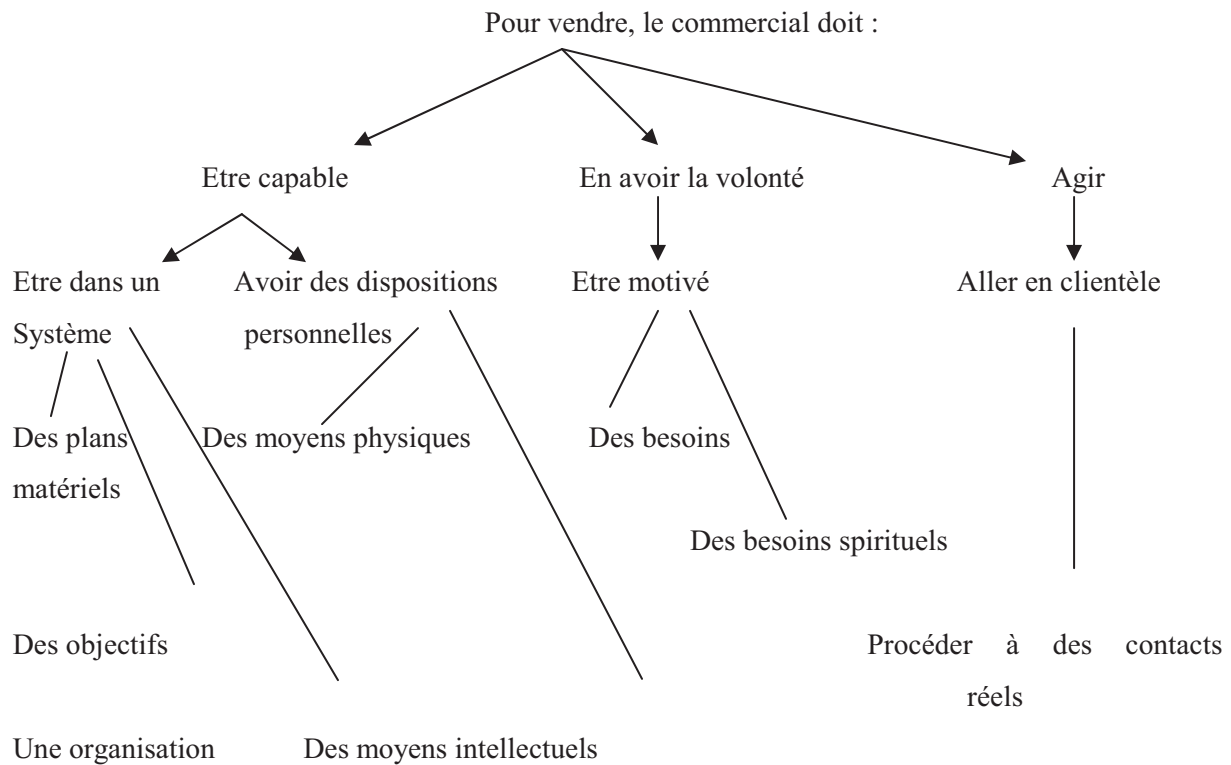 Pour vendre, le commercial doit :
Etre capable
En avoir la volonté
Agir
Etre dans un
Système
Avoir des dispositions
personnelles
Etre motivé
Aller en clientèle
Des plans
matériels
Des moyens physiques
Des besoins
Des besoins spirituels
Des objectifs
Procéder à des contacts
réels
Une organisation
Des moyens intellectuels